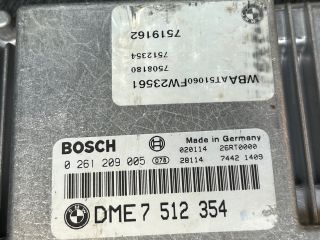 7519162
7512354
7508180
WBAAT51060FW23561
BOSCH
Made in Germany
020114 26RT0000
0 261 209 005 07B 28114 7442 1409
DME 7 512 354